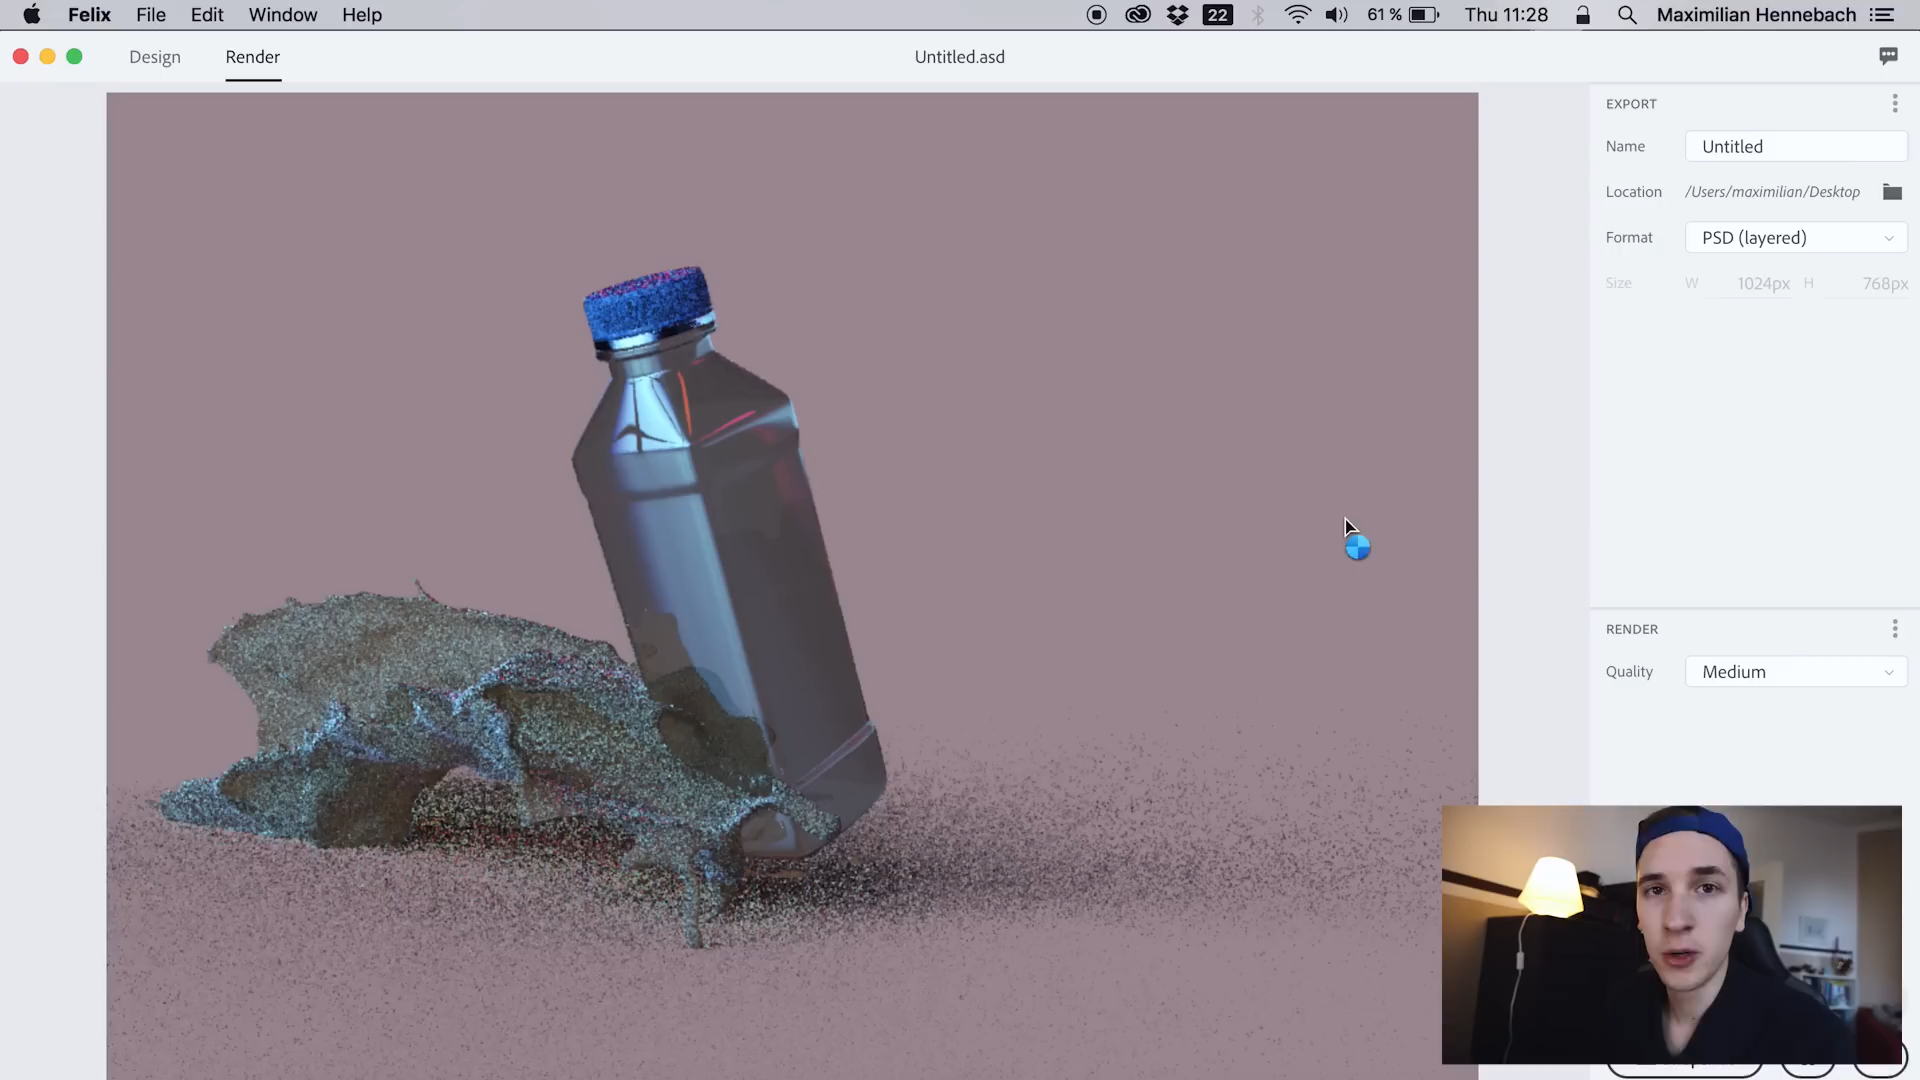 Felix File Edit Window Help 22 61 % Thu 11:28 Maximilian Hennebach
Design Render Untitled.asd
EXPORT
Name Untitled
Location /Users/maximilian/Desktop
Format PSD (layered)
Size W 1024px H 768px
RENDER
Quality Medium